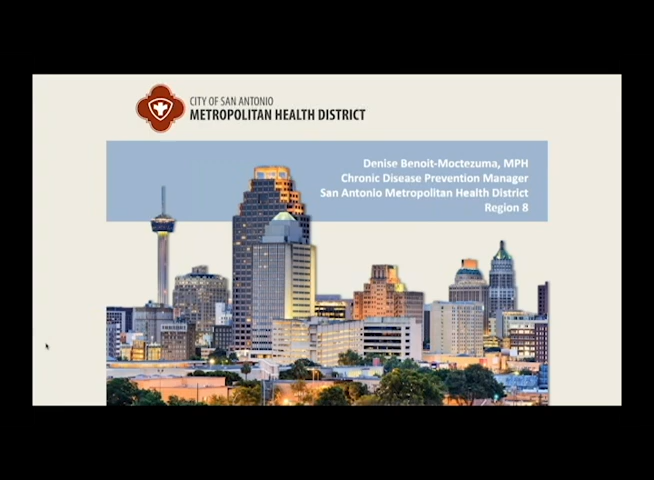 CITY OF SAN ANTONIO
METROPOLITAN HEALTH DISTRICT
Denise Benoit-Moctezuma, MPH
Chronic Disease Prevention Manager
San Antonio Metropolitan Health District
Region 8